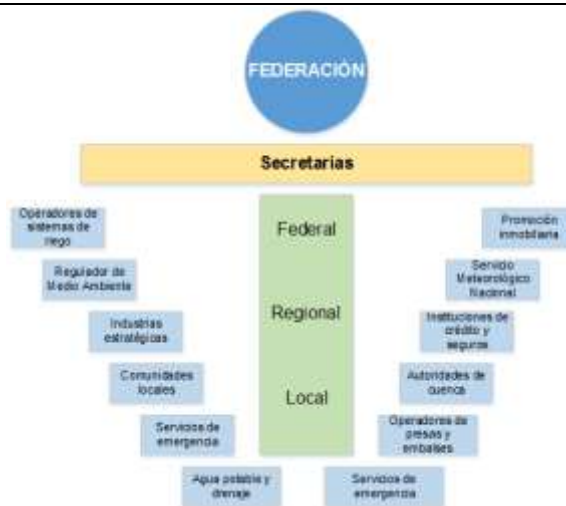 FEDERACIÓN
Secretarias
Federal
Regional
Local
Operadores de
sistemas de
riego
Regulador de
Medio Ambiente
Industrias
estratégicas
Comunidades
locales
Servicios de
emergencia
Agua potable y
drenaje
Promoción
inmobiliaria
Servicio
Meteorológico
Nacional
Instituciones de
crédito y
seguros
Autoridades de
cuenca
Operadores de
presas y
embalses
Servicios de
emergencia